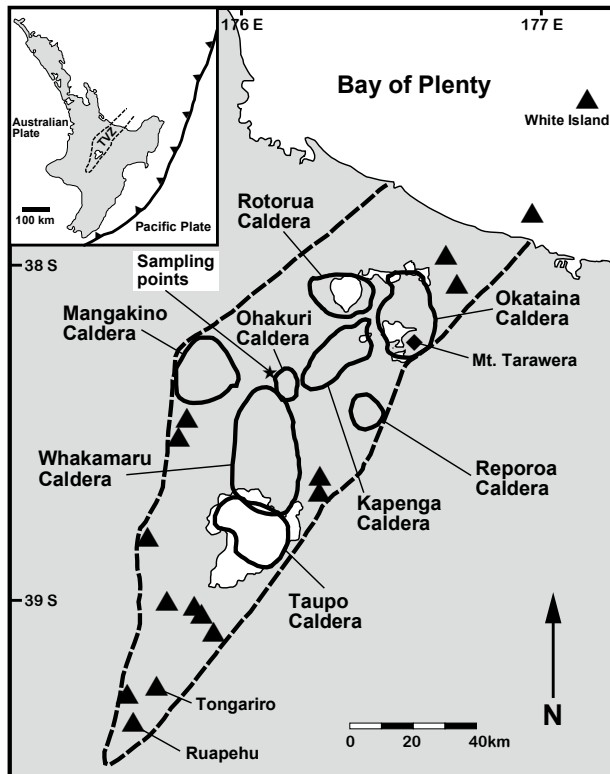 176 E
177 E
Bay of Plenty
White Island
Australian
Plate
TVZ
100 km
Pacific Plate
Rotorua
Caldera
38 S
Sampling
points
Mangakino
Caldera
Ohakuri
Caldera
Okataina
Caldera
Mt. Tarawera
Whakamaru
Caldera
Reporoa
Caldera
Kapenga
Caldera
39 S
Taupo
Caldera
Tongariro
Ruapehu
N
0 20 40km